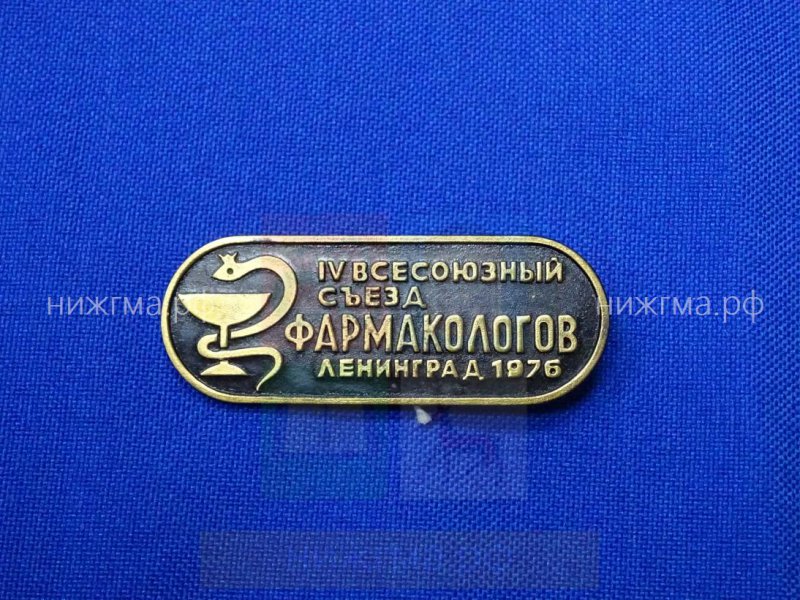 IV ВСЕСОЮЗНЫЙ
СЪЕЗД
ФАРМАКОЛОГОВ
ЛЕНИНГРАД 1976
нижгма.рф
нижгма.рф